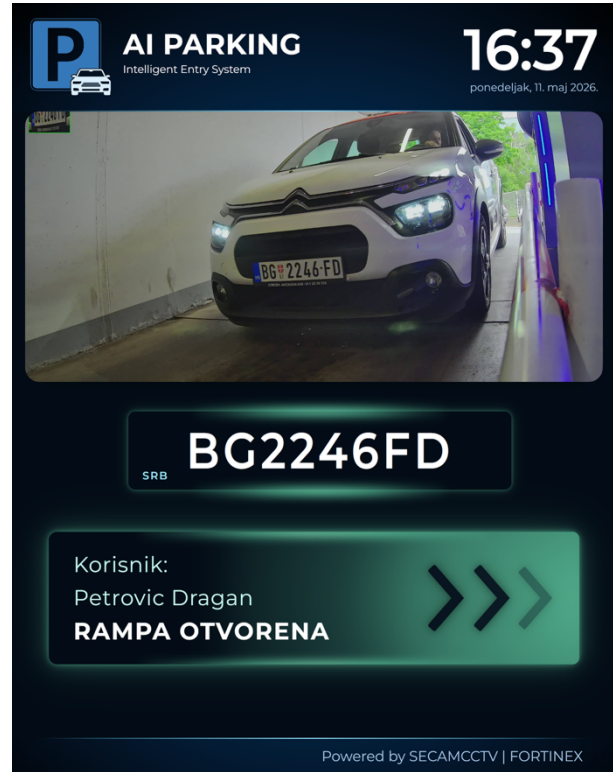 P
AI PARKING
Intelligent Entry System
16:37
ponedeljak, 11. maj 2026.
BG 2246-FD
BG2246FD
SRB
Korisnik:
Petrovic Dragan
RAMPA OTVORENA
Powered by SECAMCCTV | FORTINEX